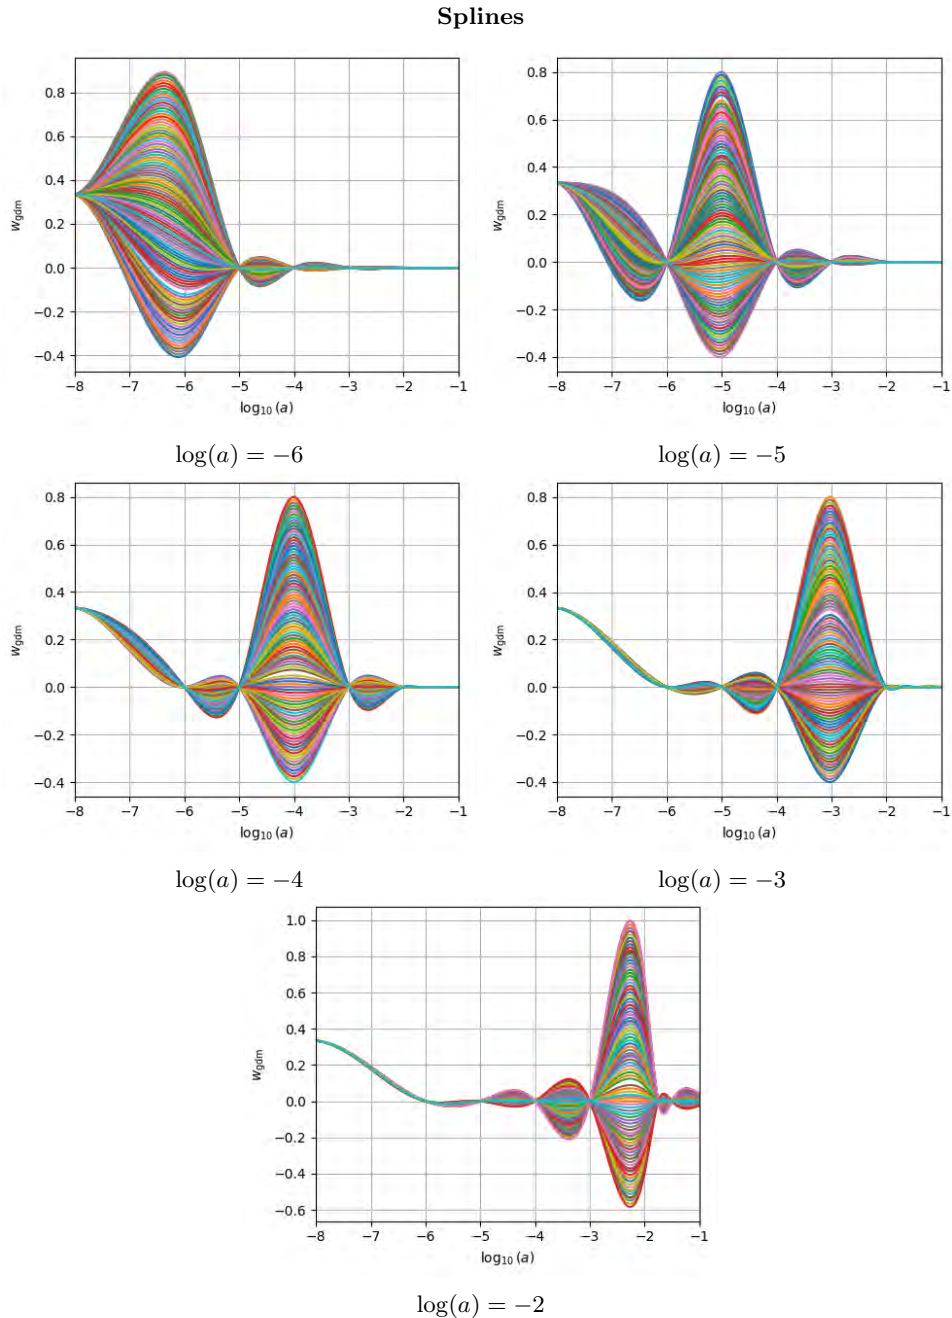 Splines
0.8
0.6
0.4
0.2
0.0
−0.2
−0.4
w_gdm
−8 −7 −6 −5 −4 −3 −2 −1
log₁₀ (a)
log(a) = −6
0.8
0.6
0.4
0.2
0.0
−0.2
−0.4
w_gdm
−8 −7 −6 −5 −4 −3 −2 −1
log₁₀ (a)
log(a) = −5
0.8
0.6
0.4
0.2
0.0
−0.2
−0.4
w_gdm
−8 −7 −6 −5 −4 −3 −2 −1
log₁₀ (a)
log(a) = −4
0.8
0.6
0.4
0.2
0.0
−0.2
−0.4
w_gdm
−8 −7 −6 −5 −4 −3 −2 −1
log₁₀ (a)
log(a) = −3
1.0
0.8
0.6
0.4
0.2
0.0
−0.2
−0.4
−0.6
w_gdm
−8 −7 −6 −5 −4 −3 −2 −1
log₁₀ (a)
log(a) = −2